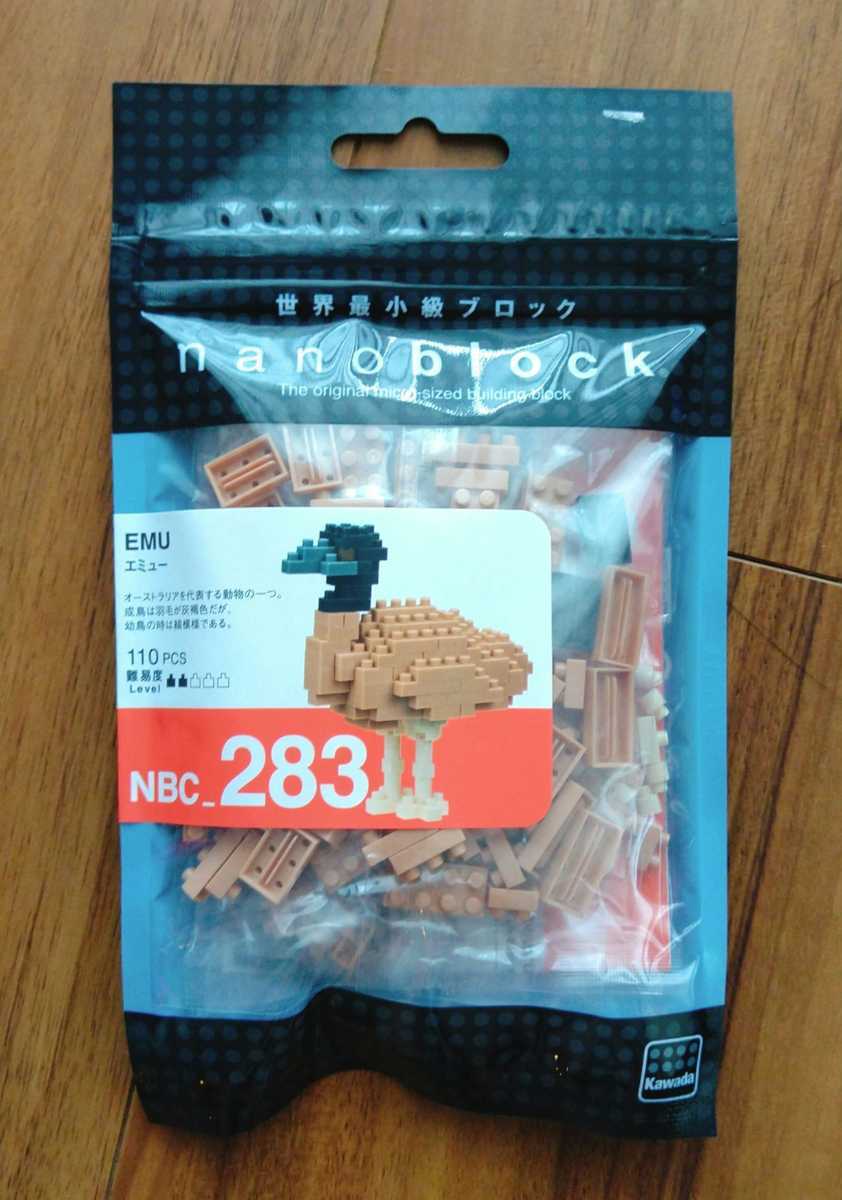 世界最小級ブロック
nanoblock
The original micro-sized building block
EMU
エミュー
オーストラリアを代表する動物の一つ。
成鳥は羽毛が灰褐色だが、
幼鳥の時は縞模様である。
110 PCS
難易度
Level
NBC_283
Kawada